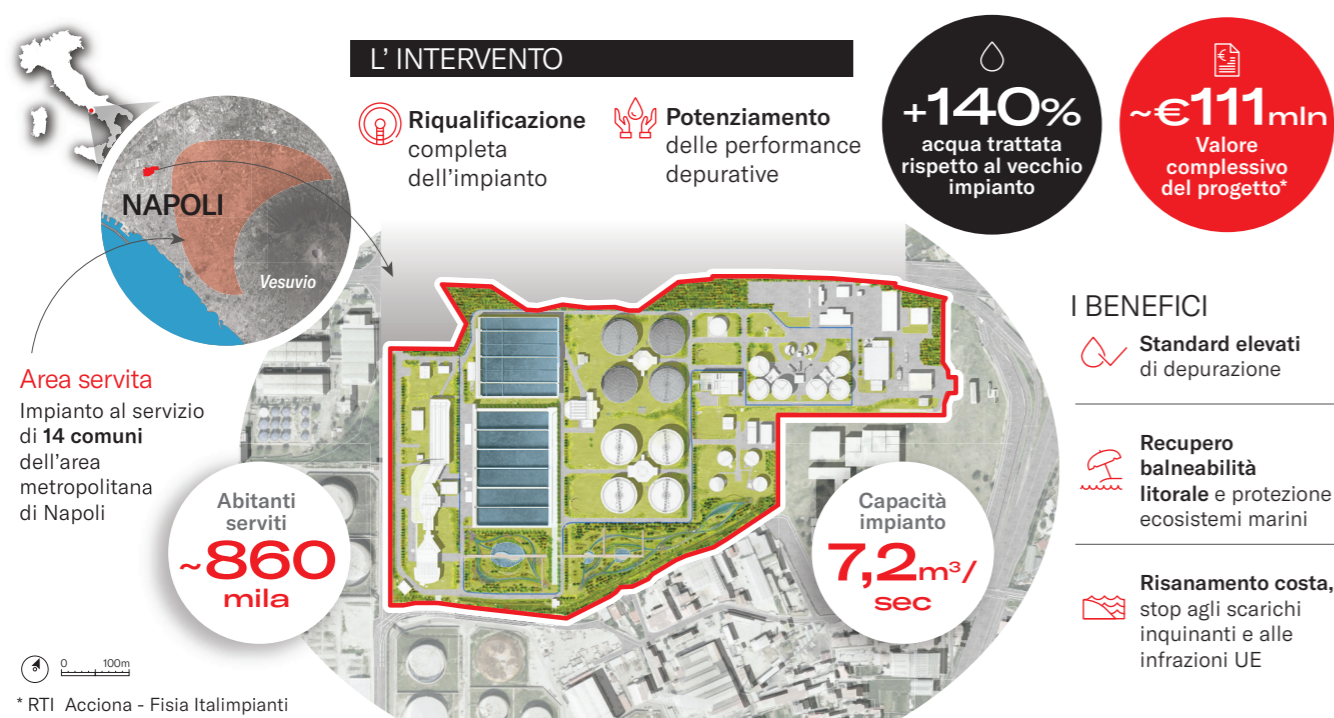 L' INTERVENTO
Riqualificazione
completa
dell'impianto
Potenziamento
delle performance
depurative
+140%
acqua trattata
rispetto al vecchio
impianto
~€111mln
Valore
complessivo
del progetto*
NAPOLI
Vesuvio
Area servita
Impianto al servizio
di 14 comuni
dell'area
metropolitana
di Napoli
Abitanti
serviti
~860
mila
Capacità
impianto
7,2m³/
sec
I BENEFICI
Standard elevati
di depurazione
Recupero
balneabilità
litorale e protezione
ecosistemi marini
Risanamento costa,
stop agli scarichi
inquinanti e alle
infrazioni UE
0 100m
* RTI Acciona - Fisia Italimpianti